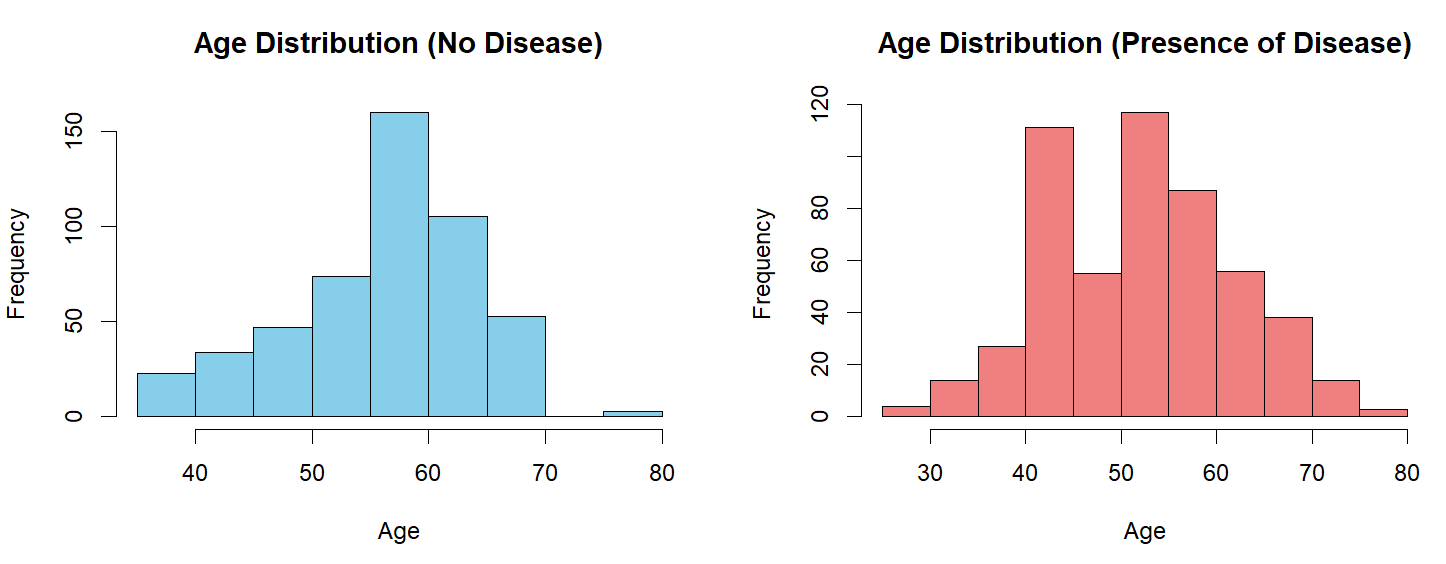 Age Distribution (No Disease)
Frequency
150
100
50
0
40 50 60 70 80
Age
Age Distribution (Presence of Disease)
Frequency
120
80
60
40
20
0
30 40 50 60 70 80
Age